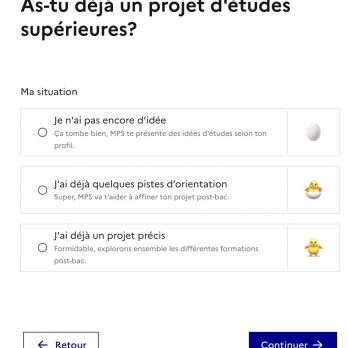 As-tu déjà un projet d'études
supérieures?
Ma situation
Je n'ai pas encore d’idée
Ça tombe bien, MPS te présente des idées d'études selon ton
profil.
J'ai déjà quelques pistes d’orientation
Super, MPS va t'aider à affiner ton projet post-bac.
J'ai déjà un projet précis
Formidable, explorons ensemble les différentes formations
post-bac.
← Retour
Continuer →